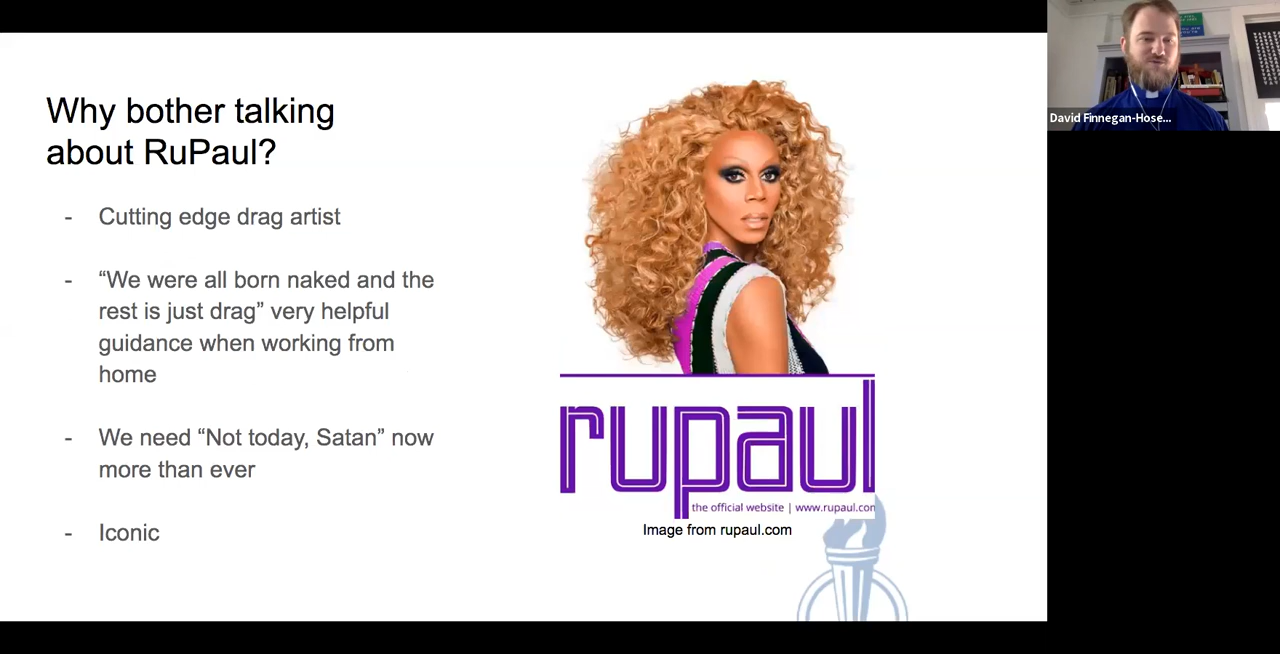 Why bother talking
about RuPaul?
- Cutting edge drag artist
- “We were all born naked and the
rest is just drag” very helpful
guidance when working from
home
- We need “Not today, Satan” now
more than ever
- Iconic
rupaul
the official website | www.rupaul.con
Image from rupaul.com
David Finnegan-Hose...